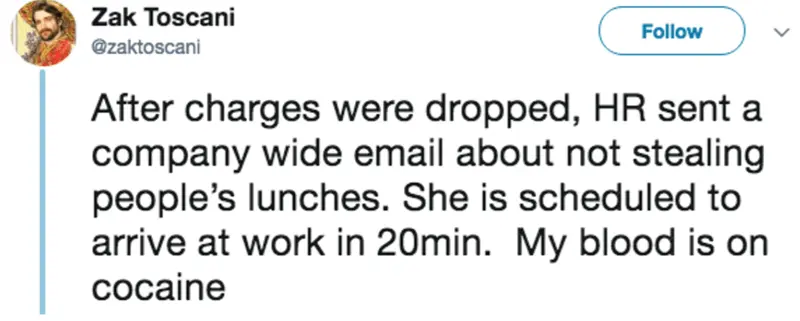 Zak Toscani
@zaktoscani
Follow
After charges were dropped, HR sent a
company wide email about not stealing
people’s lunches. She is scheduled to
arrive at work in 20min.  My blood is on
cocaine